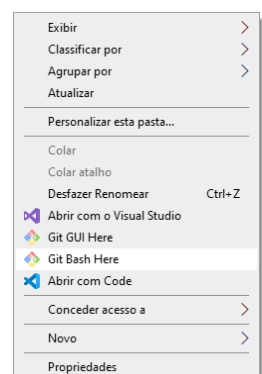 Exibir
Classificar por
Agrupar por
Atualizar
Personalizar esta pasta...
Colar
Colar atalho
Desfazer Renomear Ctrl+Z
Abrir com o Visual Studio
Git GUI Here
Git Bash Here
Abrir com Code
Conceder acesso a
Novo
Propriedades